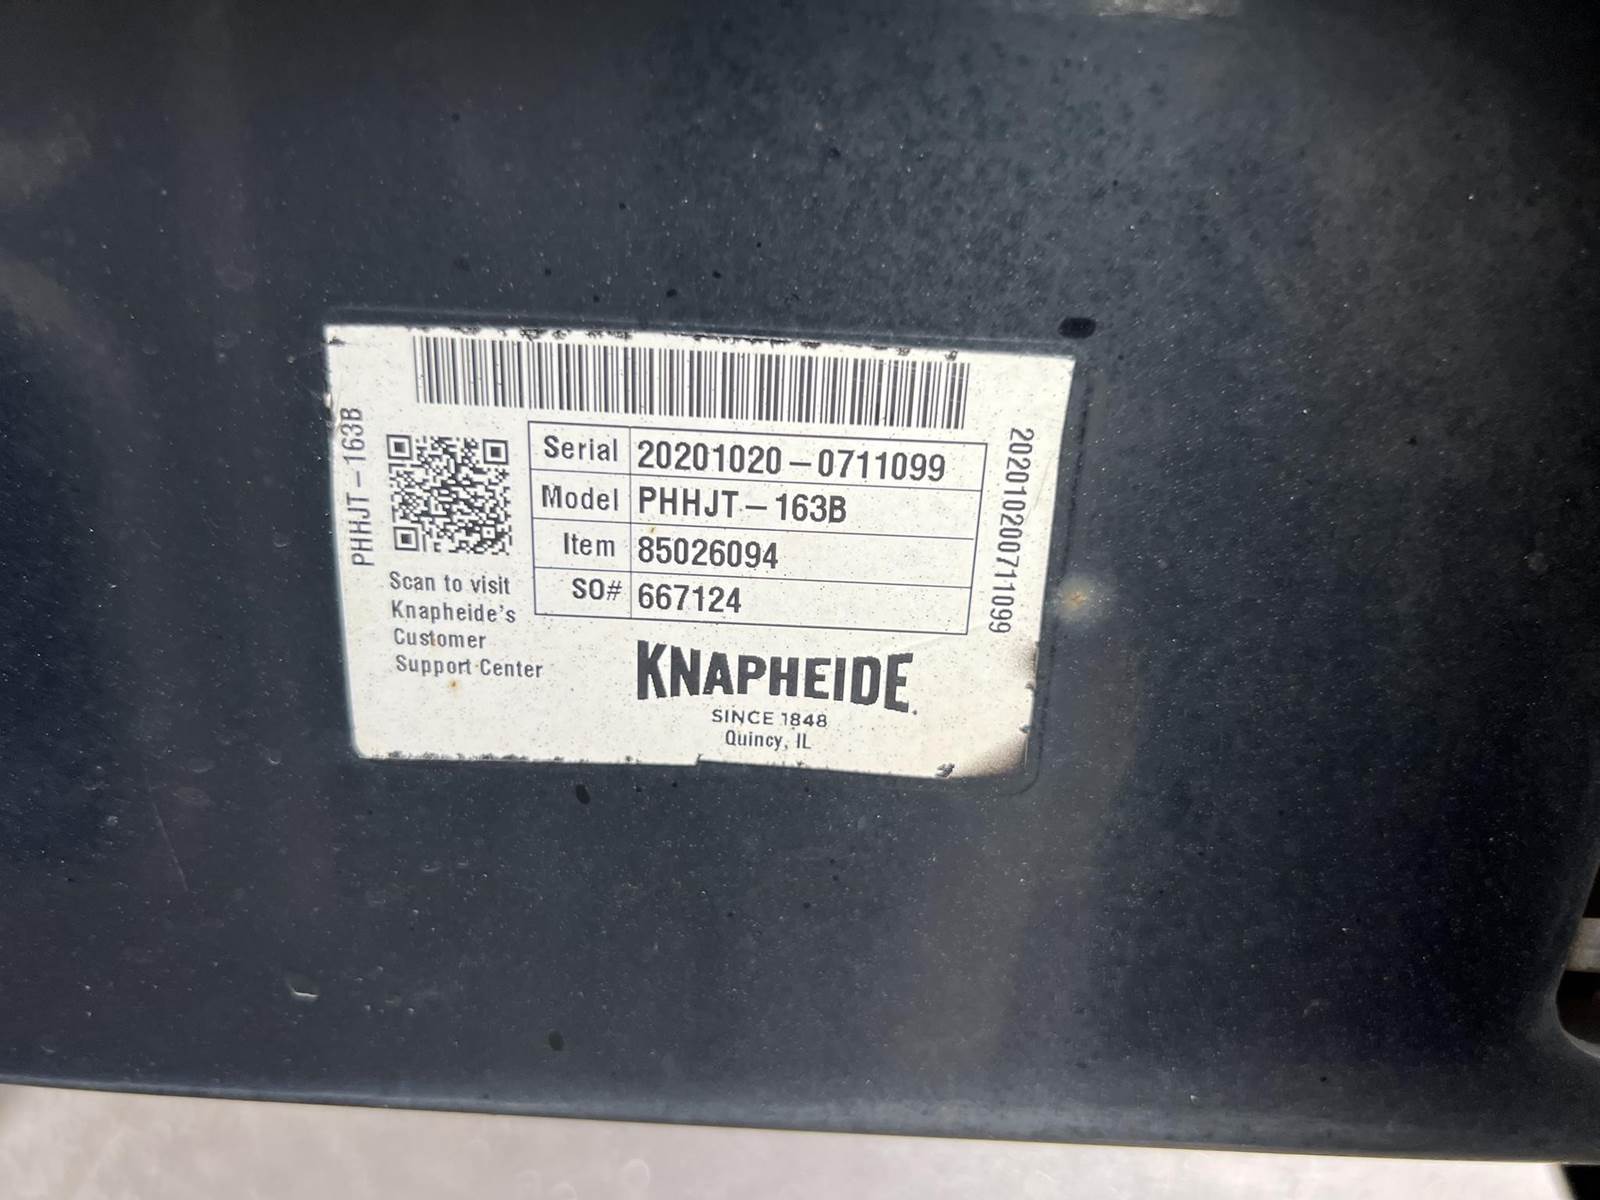 PHHJT-163B
Serial 20201020-0711099
Model PHHJT-163B
Item 85026094
SO# 667124
202010200711099
Scan to visit
Knapheide's
Customer
Support Center
KNAPHEIDE
SINCE 1848
Quincy, IL